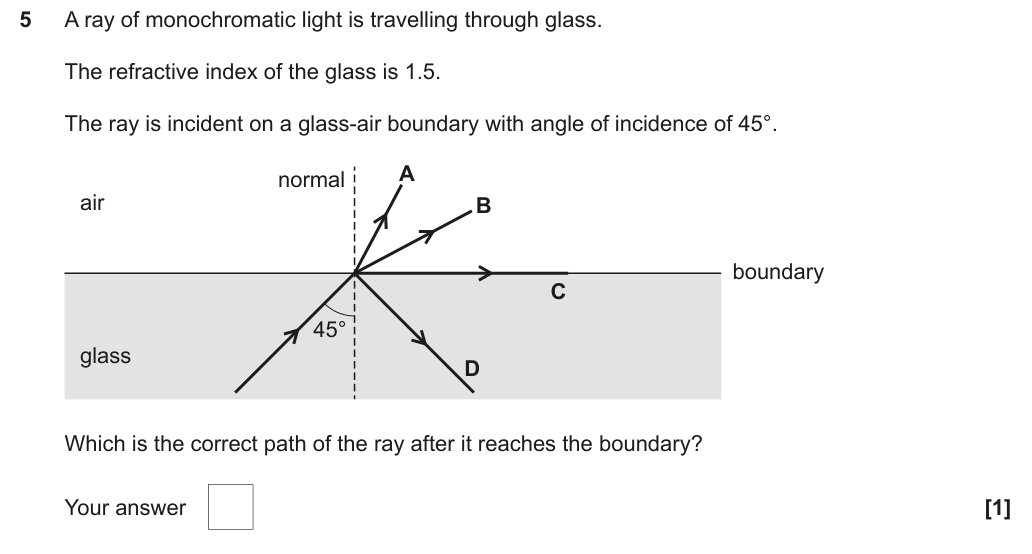 5 A ray of monochromatic light is travelling through glass.
The refractive index of the glass is 1.5.
The ray is incident on a glass-air boundary with angle of incidence of 45°.
normal
A
air
B
boundary
C
45°
glass
D
Which is the correct path of the ray after it reaches the boundary?
Your answer
[1]